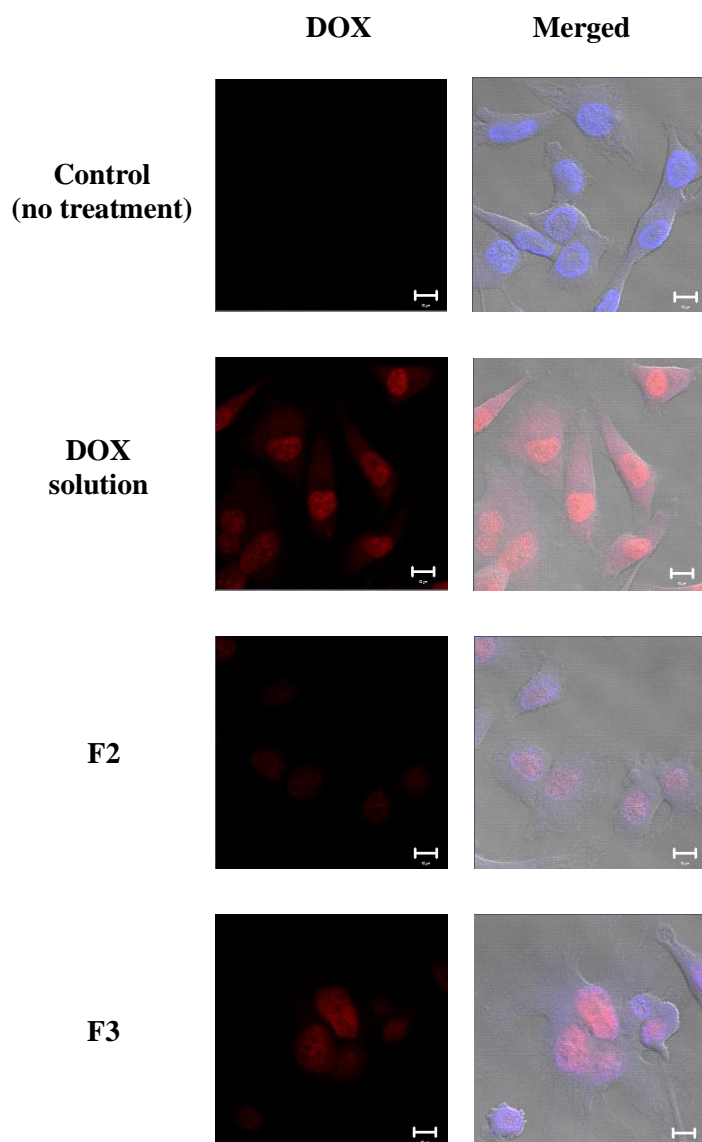 DOX Merged
Control
(no treatment)
DOX
solution
F2
F3